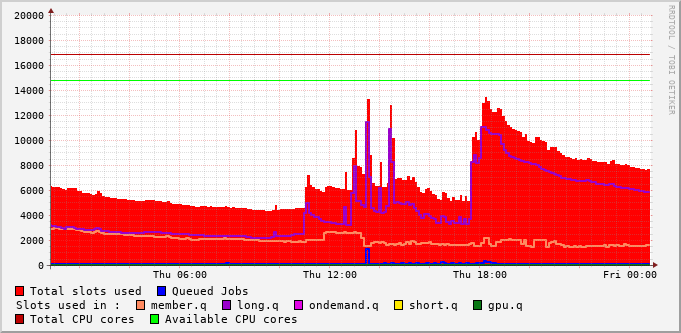 RRDTOOL / TOBI OETIKER
20000
18000
16000
14000
12000
10000
8000
6000
4000
2000
0
Thu 06:00 Thu 12:00 Thu 18:00 Fri 00:00
Total slots used Queued Jobs
Slots used in : member.q long.q ondemand.q short.q gpu.q
Total CPU cores Available CPU cores